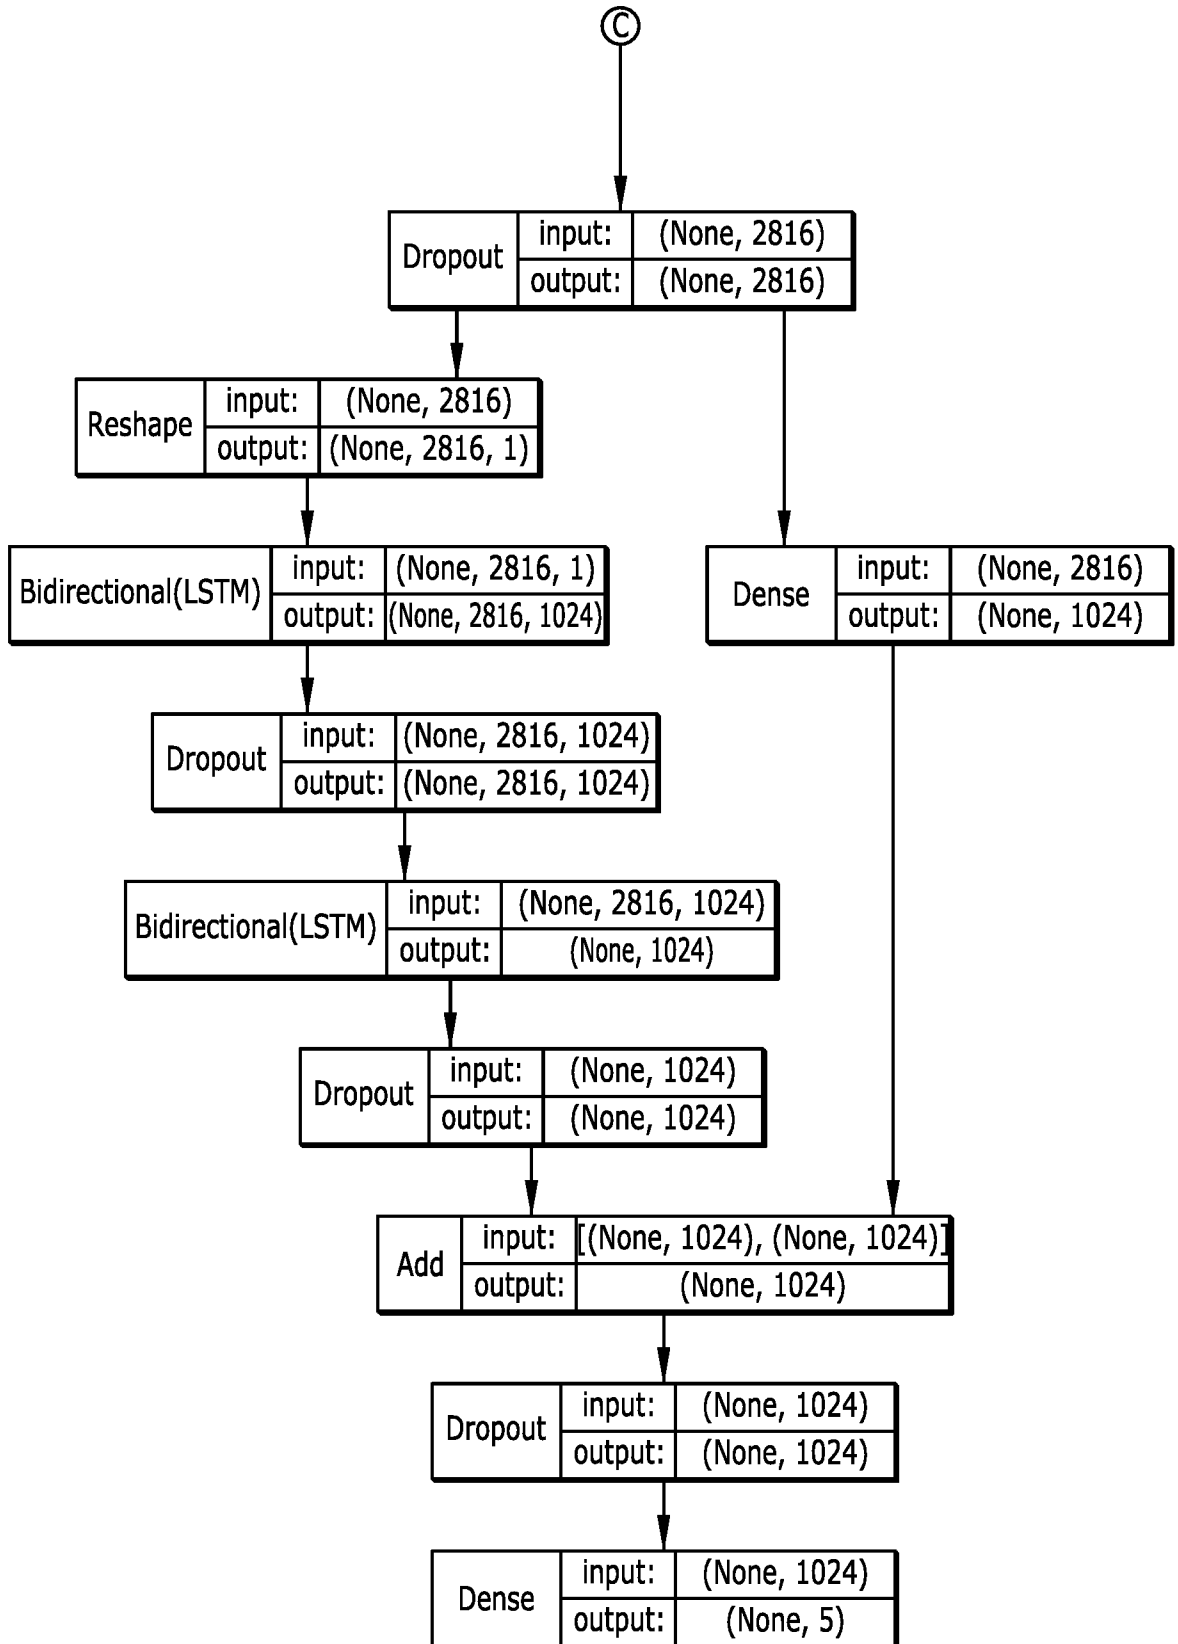 C
Dropout
input: (None, 2816)
output: (None, 2816)
Reshape
input: (None, 2816)
output: (None, 2816, 1)
Bidirectional(LSTM)
input: (None, 2816, 1)
output: (None, 2816, 1024)
Dense
input: (None, 2816)
output: (None, 1024)
Dropout
input: (None, 2816, 1024)
output: (None, 2816, 1024)
Bidirectional(LSTM)
input: (None, 2816, 1024)
output: (None, 1024)
Dropout
input: (None, 1024)
output: (None, 1024)
Add
input: [(None, 1024), (None, 1024)]
output: (None, 1024)
Dropout
input: (None, 1024)
output: (None, 1024)
Dense
input: (None, 1024)
output: (None, 5)